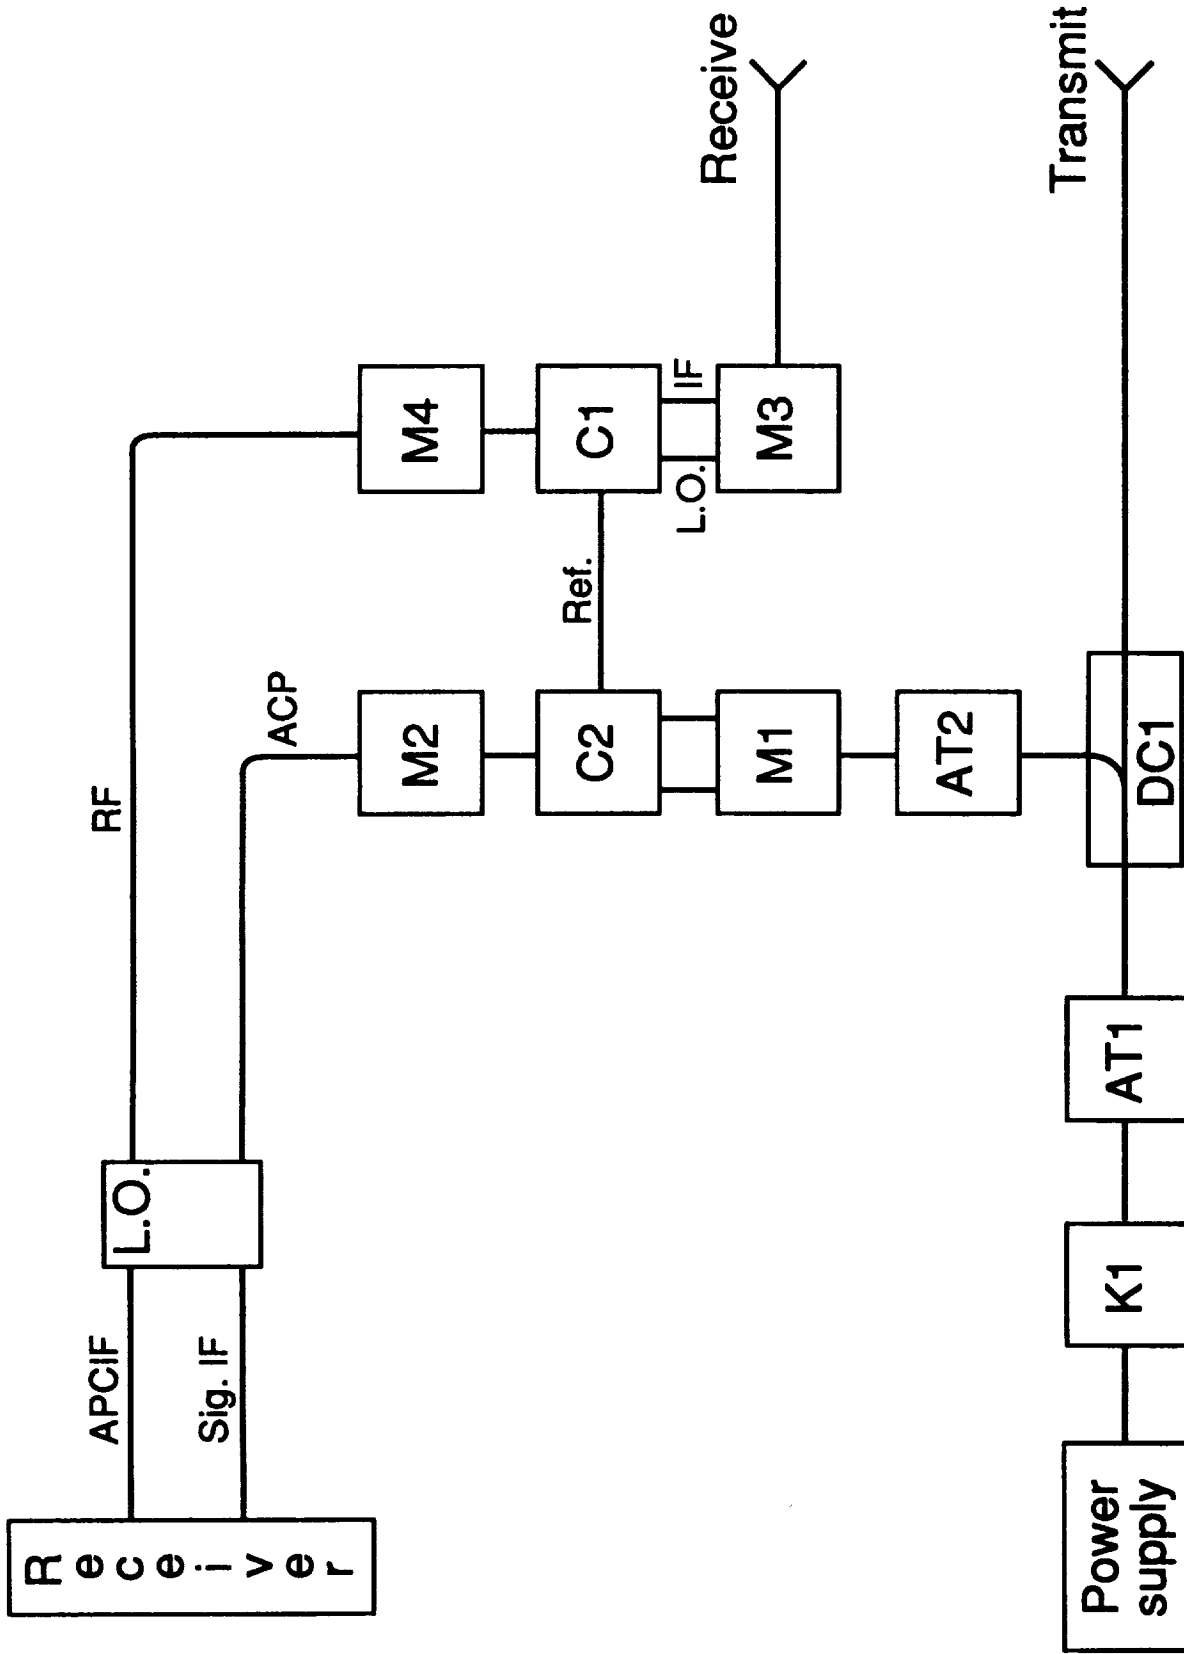 Receiver
APCIF
Sig. IF
L.O.
RF
ACP
M2
M4
C2
Ref.
C1
L.O.
IF
M1
M3
Receive
AT2
Power
supply
K1
AT1
DC1
Transmit